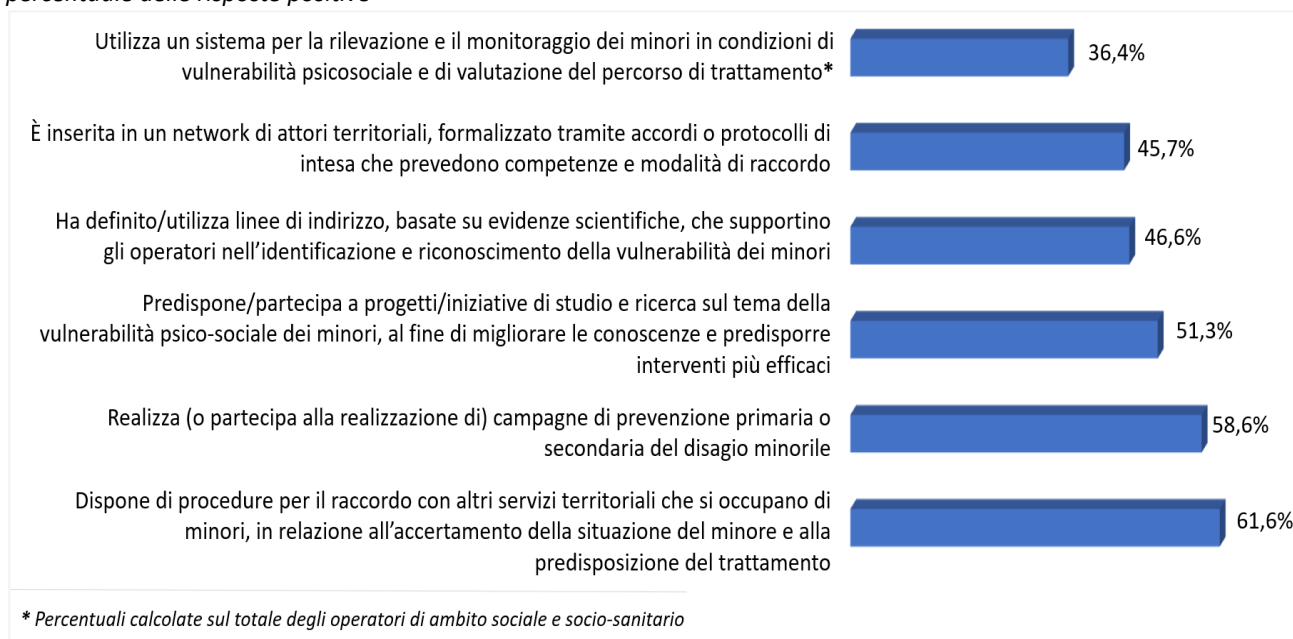 percentuale delle risposte positive
Utilizza un sistema per la rilevazione e il monitoraggio dei minori in condizioni di
vulnerabilità psicosociale e di valutazione del percorso di trattamento*
36,4%
È inserita in un network di attori territoriali, formalizzato tramite accordi o protocolli di
intesa che prevedono competenze e modalità di raccordo
45,7%
Ha definito/utilizza linee di indirizzo, basate su evidenze scientifiche, che supportino
gli operatori nell'identificazione e riconoscimento della vulnerabilità dei minori
46,6%
Predispone/partecipa a progetti/iniziative di studio e ricerca sul tema della
vulnerabilità psico-sociale dei minori, al fine di migliorare le conoscenze e predisporre
interventi più efficaci
51,3%
Realizza (o partecipa alla realizzazione di) campagne di prevenzione primaria o
secondaria del disagio minorile
58,6%
Dispone di procedure per il raccordo con altri servizi territoriali che si occupano di
minori, in relazione all'accertamento della situazione del minore e alla
predisposizione del trattamento
61,6%
* Percentuali calcolate sul totale degli operatori di ambito sociale e socio-sanitario